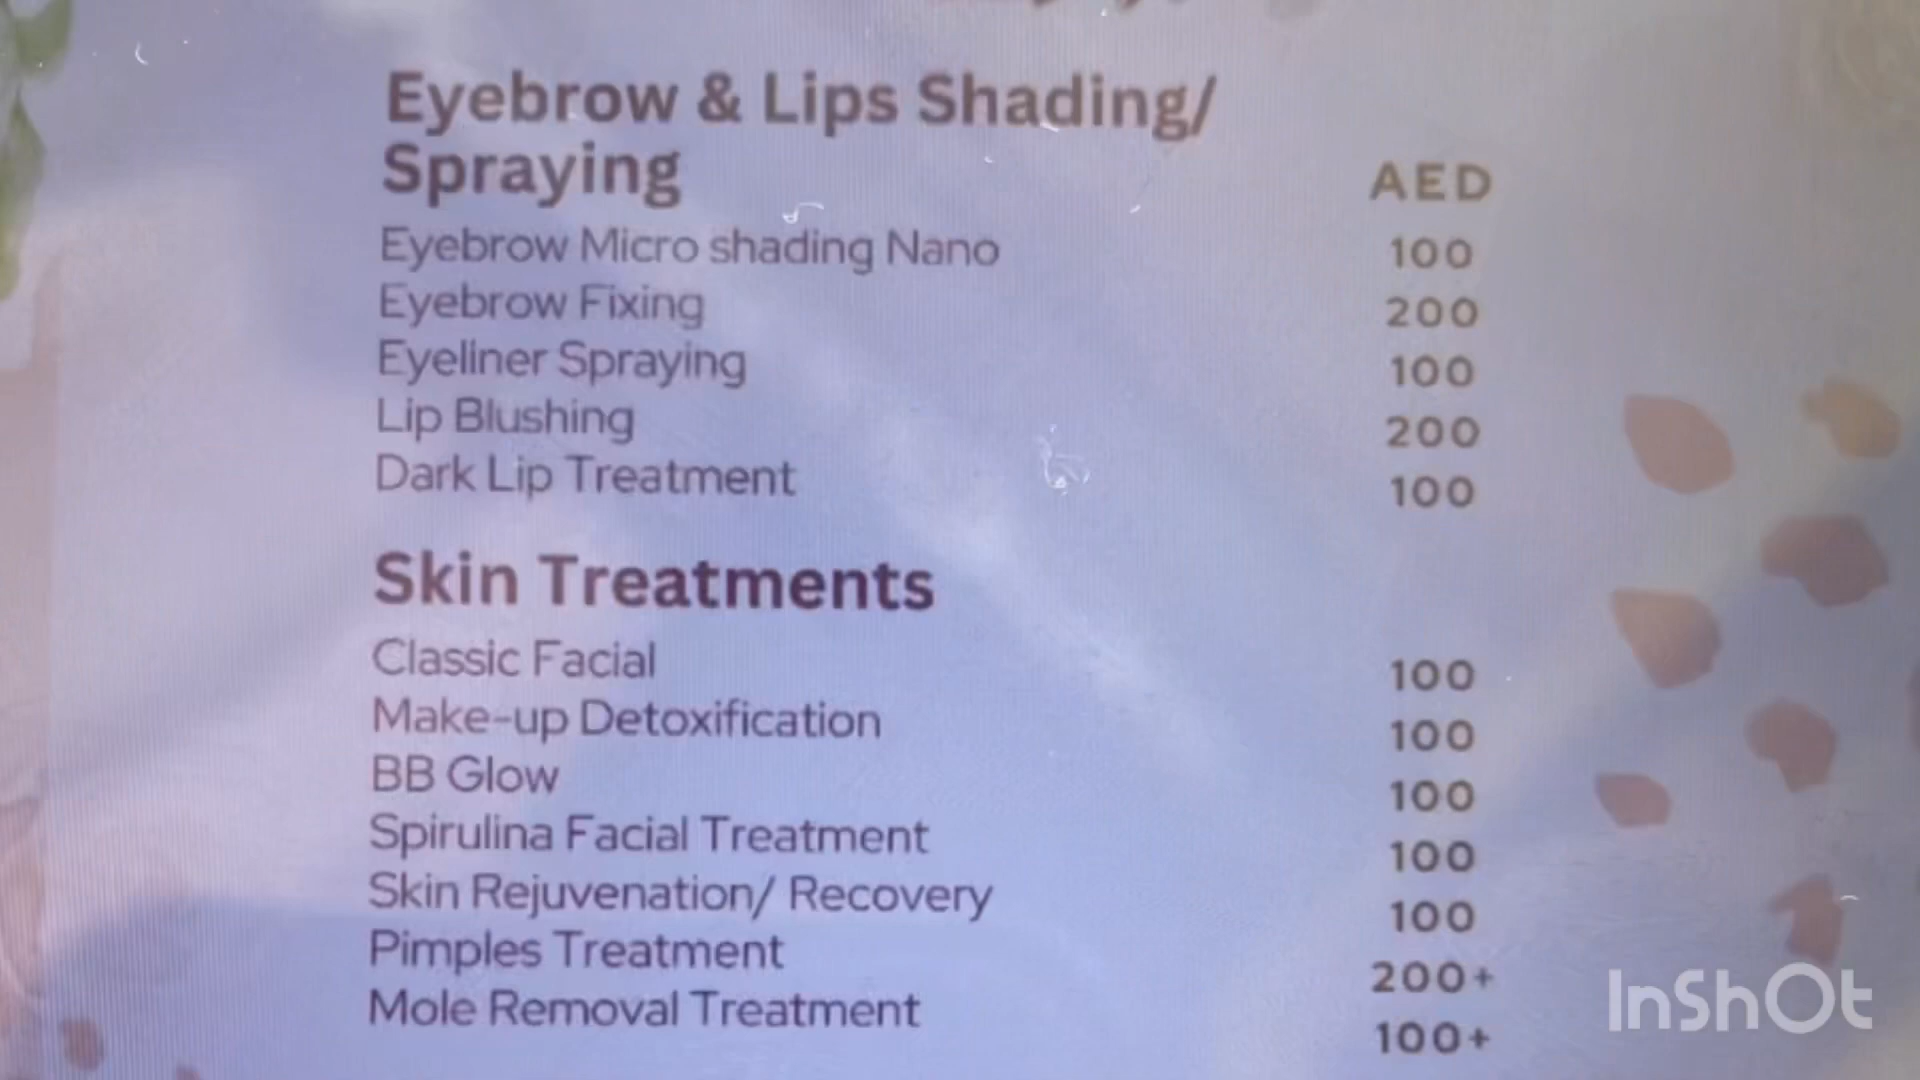 Eyebrow & Lips Shading/
Spraying
AED
Eyebrow Micro shading Nano 100
Eyebrow Fixing 200
Eyeliner Spraying 100
Lip Blushing 200
Dark Lip Treatment 100
Skin Treatments
Classic Facial 100
Make-up Detoxification 100
BB Glow 100
Spirulina Facial Treatment 100
Skin Rejuvenation/ Recovery 100
Pimples Treatment 200+
Mole Removal Treatment 100+
InShOt